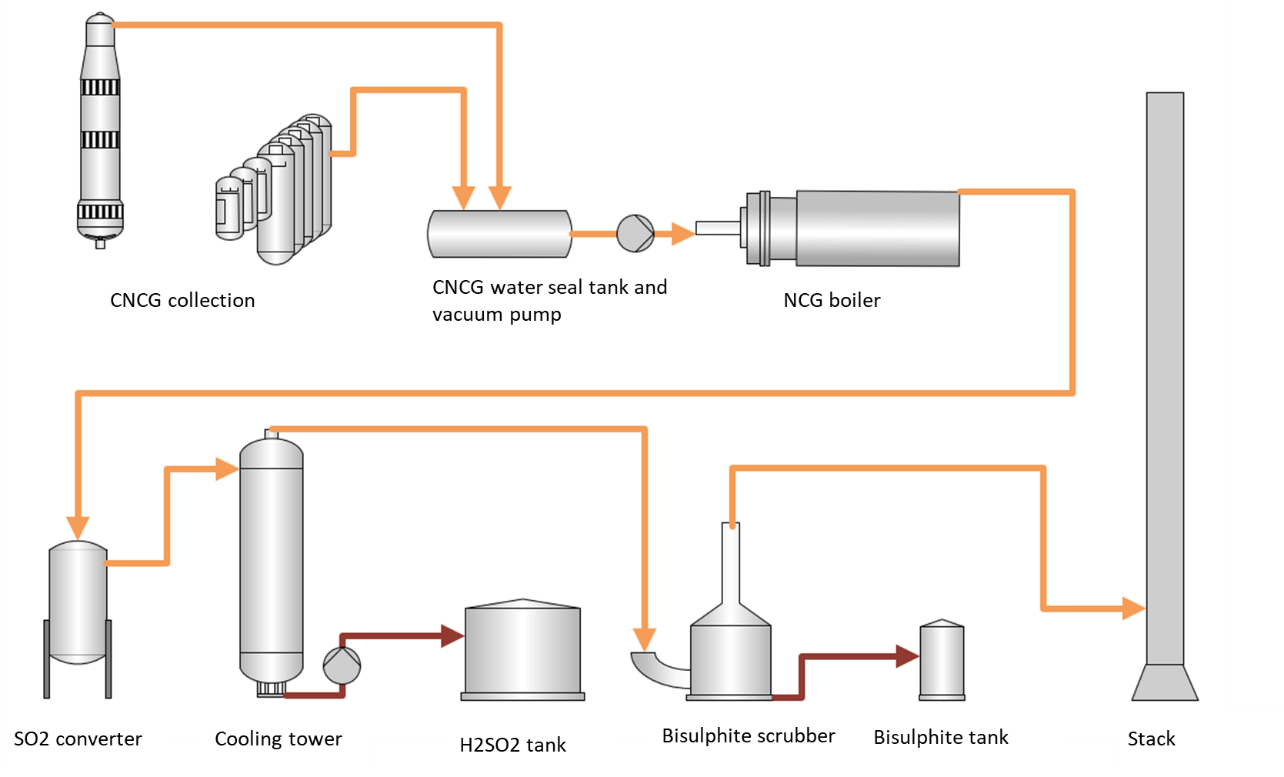 CNCG collection
CNCG water seal tank and
vacuum pump
NCG boiler
SO2 converter
Cooling tower
H2SO2 tank
Bisulphite scrubber
Bisulphite tank
Stack